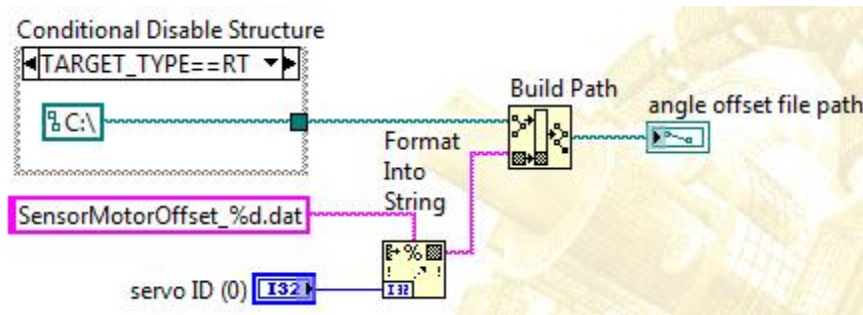 Conditional Disable Structure
TARGET_TYPE==RT
C:\
Build Path
angle offset file path
Format
Into
String
SensorMotorOffset_%d.dat
servo ID (0)
I32
I32